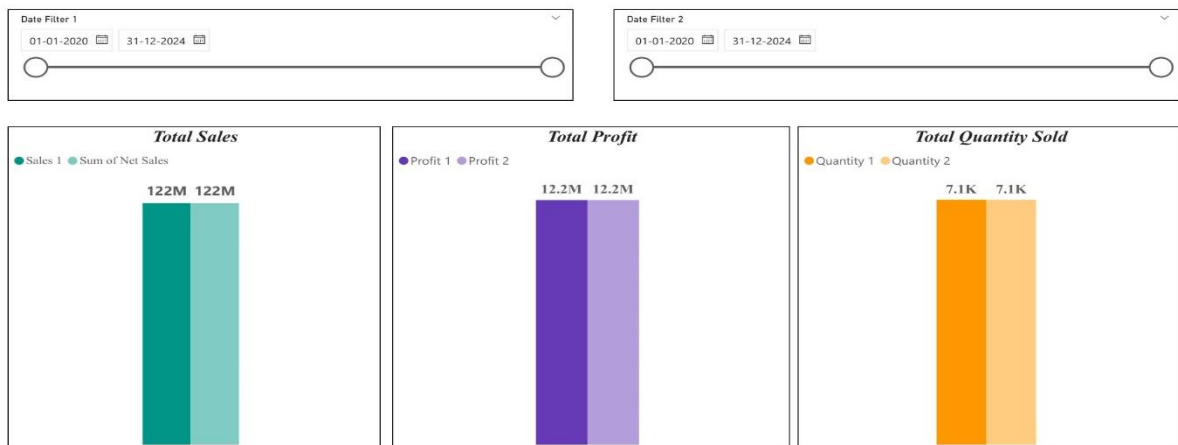 Date Filter 1
01-01-2020 31-12-2024
Date Filter 2
01-01-2020 31-12-2024
Total Sales
Sales 1 Sum of Net Sales
122M 122M
Total Profit
Profit 1 Profit 2
12.2M 12.2M
Total Quantity Sold
Quantity 1 Quantity 2
7.1K 7.1K